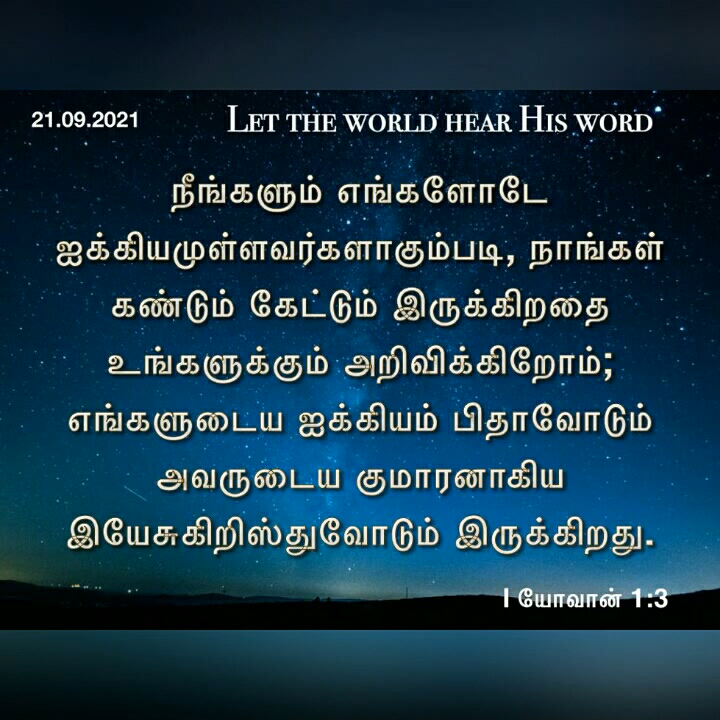 21.09.2021
LET THE WORLD HEAR HIS WORD
நீங்களும் எங்களோடே
ஐக்கியமுள்ளவர்களாகும்படி, நாங்கள்
கண்டும் கேட்டும் இருக்கிறதை
உங்களுக்கும் அறிவிக்கிறோம்;
எங்களுடைய ஐக்கியம் பிதாவோடும்
அவருடைய குமாரனாகிய
இயேசுகிறிஸ்துவோடும் இருக்கிறது.
I யோவான் 1:3